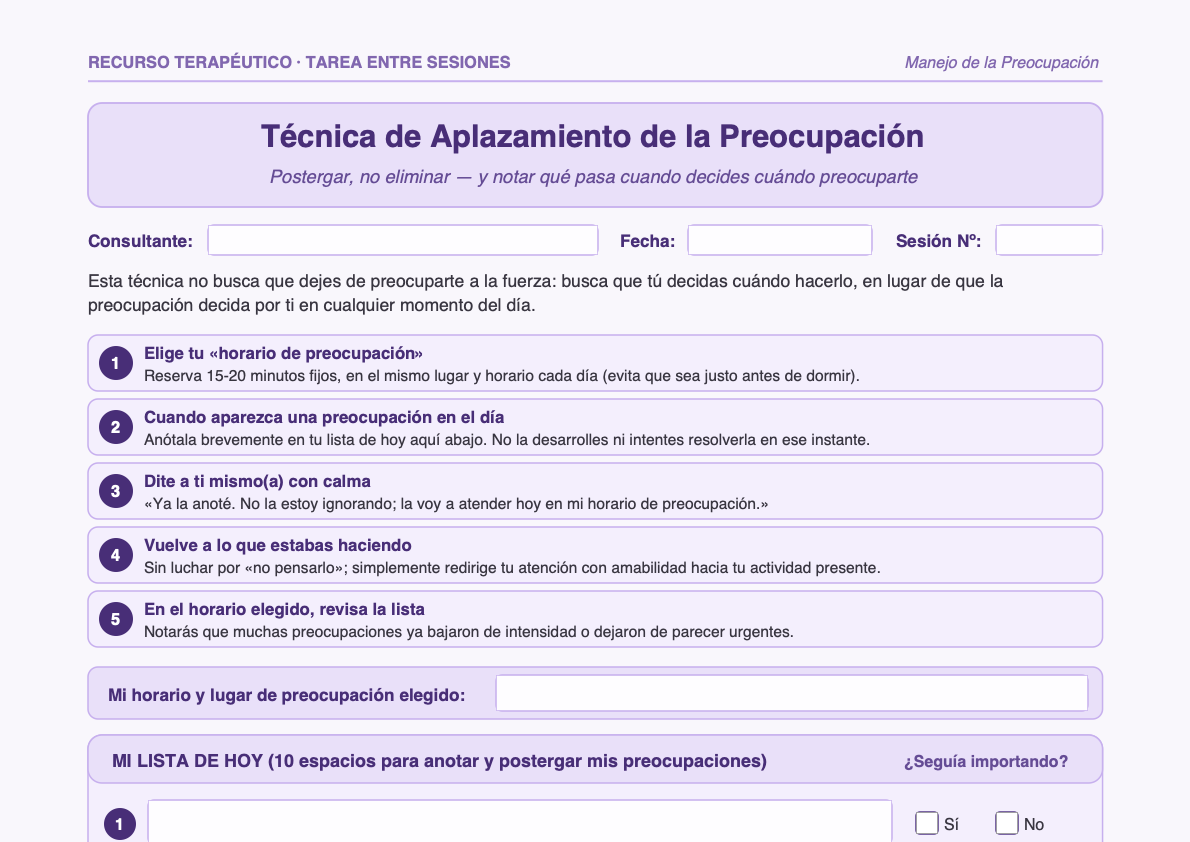 RECURSO TERAPÉUTICO · TAREA ENTRE SESIONES
Manejo de la Preocupación
Técnica de Aplazamiento de la Preocupación
Postergar, no eliminar — y notar qué pasa cuando decides cuándo preocuparte
Consultante:
Fecha:
Sesión Nº:
Esta técnica no busca que dejes de preocuparte a la fuerza: busca que tú decidas cuándo hacerlo, en lugar de que la
preocupación decida por ti en cualquier momento del día.
1
Elige tu «horario de preocupación»
Reserva 15-20 minutos fijos, en el mismo lugar y horario cada día (evita que sea justo antes de dormir).
2
Cuando aparezca una preocupación en el día
Anótala brevemente en tu lista de hoy aquí abajo. No la desarrolles ni intentes resolverla en ese instante.
3
Dite a ti mismo(a) con calma
«Ya la anoté. No la estoy ignorando; la voy a atender hoy en mi horario de preocupación.»
4
Vuelve a lo que estabas haciendo
Sin luchar por «no pensarlo»; simplemente redirige tu atención con amabilidad hacia tu actividad presente.
5
En el horario elegido, revisa la lista
Notarás que muchas preocupaciones ya bajaron de intensidad o dejaron de parecer urgentes.
Mi horario y lugar de preocupación elegido:
MI LISTA DE HOY (10 espacios para anotar y postergar mis preocupaciones)
¿Seguía importando?
1
Sí
No